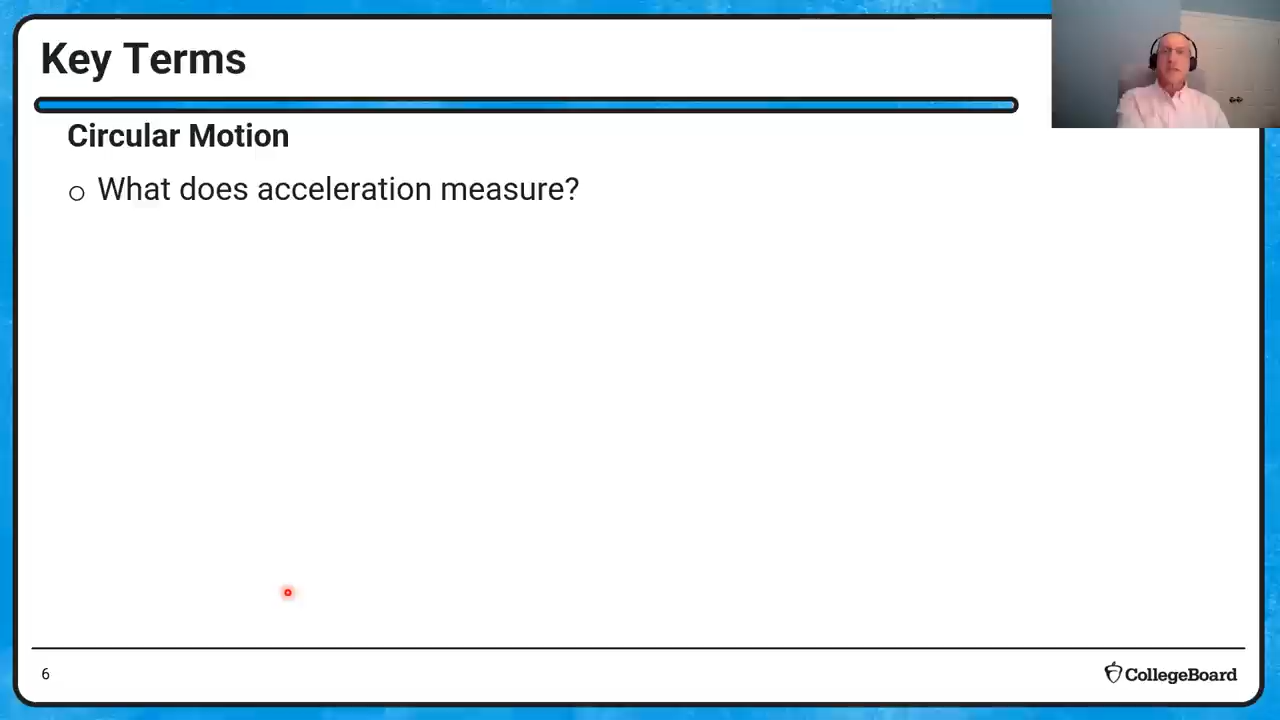 Key Terms
Circular Motion
○ What does acceleration measure?
6
CollegeBoard